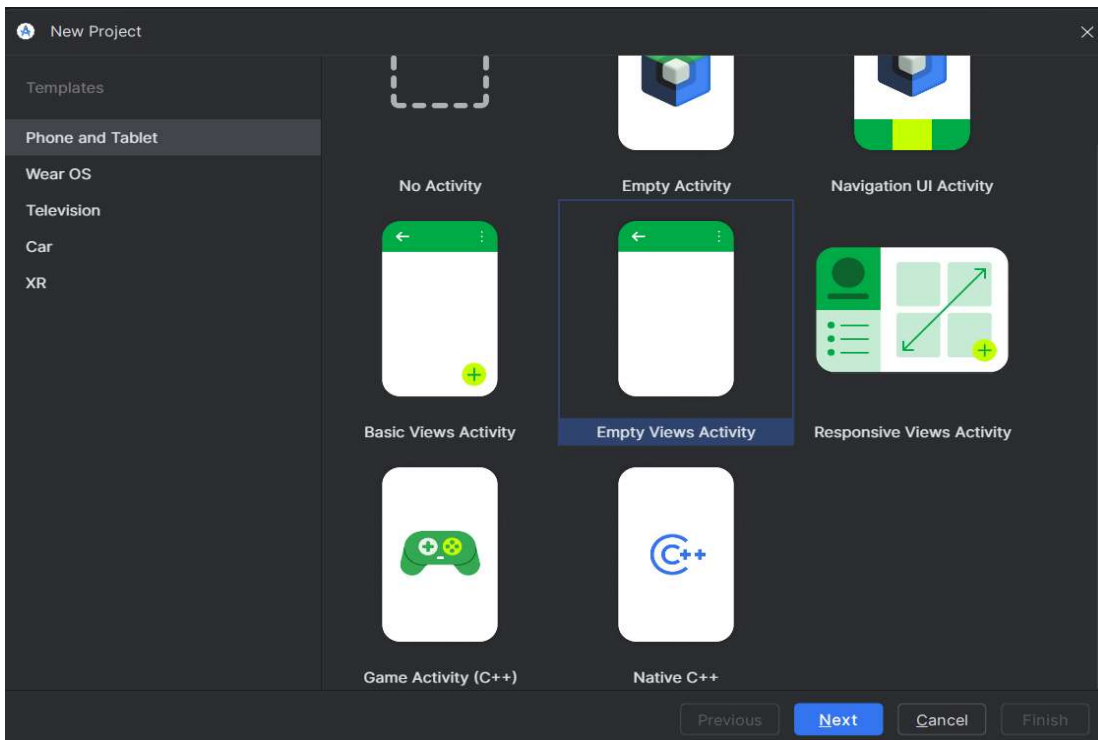 New Project
Templates
Phone and Tablet
Wear OS
Television
Car
XR
No Activity
Empty Activity
Navigation UI Activity
Basic Views Activity
Empty Views Activity
Responsive Views Activity
C++
Game Activity (C++)
Native C++
Previous
Next
Cancel
Finish